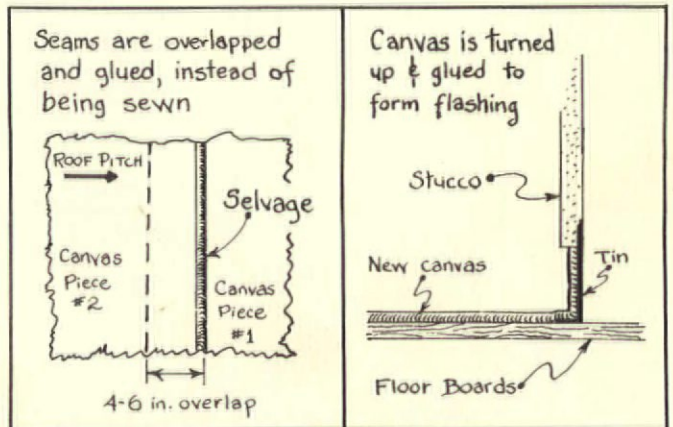 Seams are overlapped
and glued, instead of
being sewn
ROOF PITCH
Selvage
Canvas
Piece
#2
Canvas
Piece
#1
4-6 in. overlap
Canvas is turned
up & glued to
form flashing
Stucco
New canvas
Tin
Floor Boards